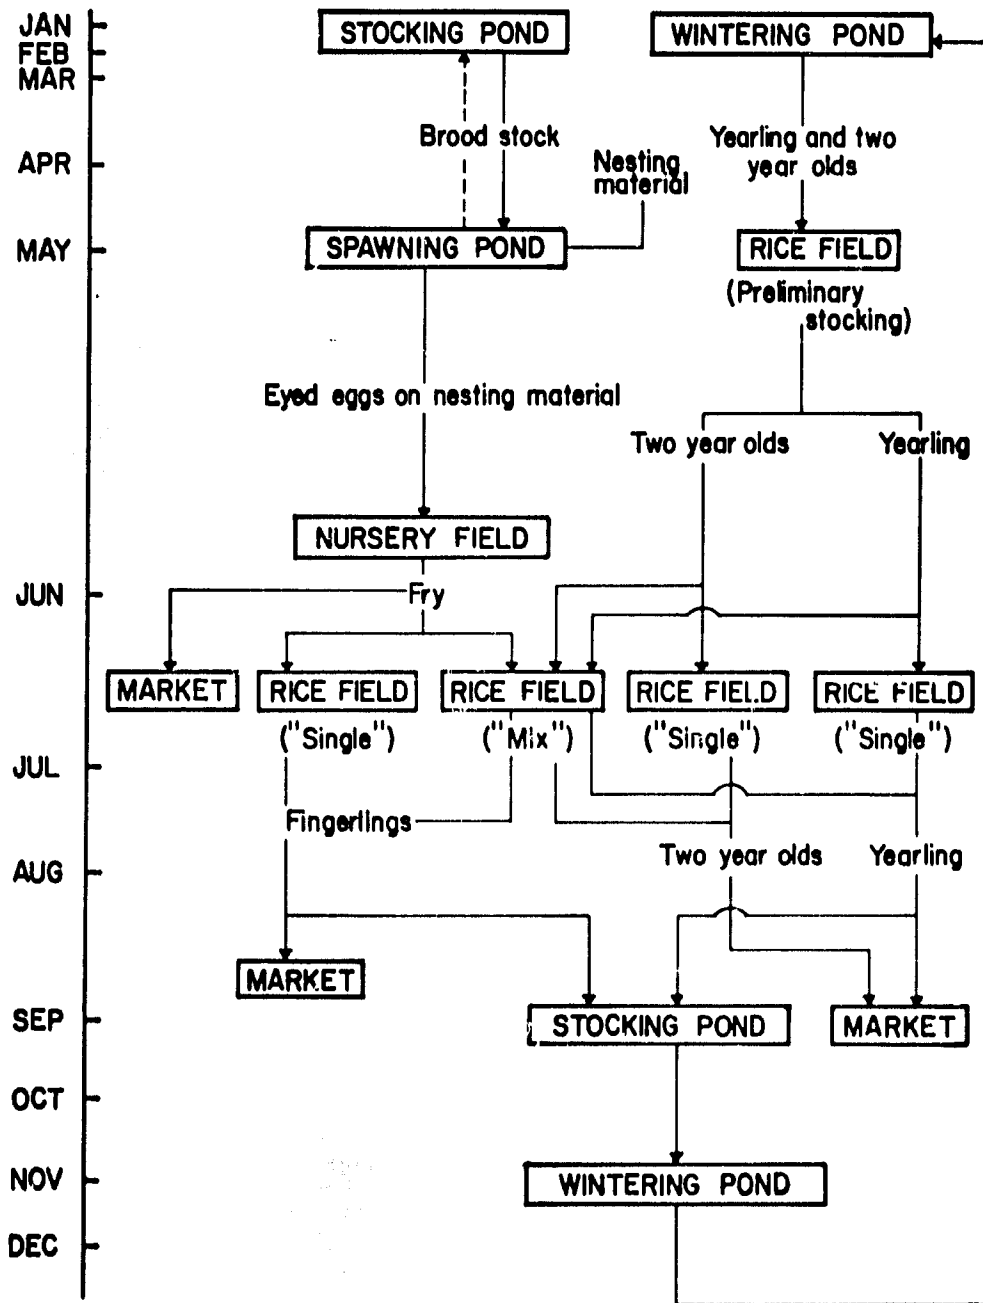 JAN
FEB
MAR
APR
MAY
JUN
JUL
AUG
SEP
OCT
NOV
DEC
STOCKING POND
WINTERING POND
Brood stock
Nesting
material
Yearling and two
year olds
SPAWNING POND
RICE FIELD
(Preliminary
stocking)
Eyed eggs on nesting material
Two year olds
Yearling
NURSERY FIELD
Fry
MARKET
RICE FIELD
("Single")
RICE FIELD
("Mix")
RICE FIELD
("Single")
RICE FIELD
("Single")
Fingerlings
Two year olds
Yearling
MARKET
STOCKING POND
MARKET
WINTERING POND